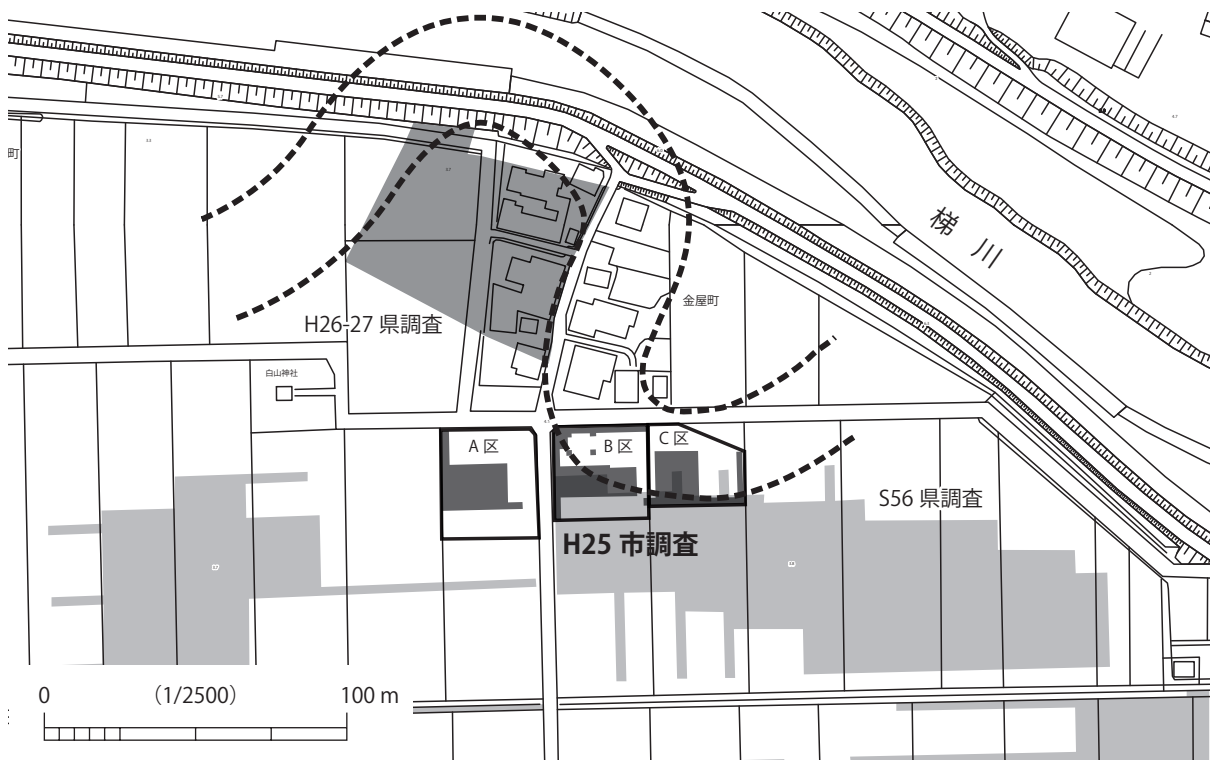 町
梯川
金屋町
H26-27 県調査
白山神社
A 区
B 区
C 区
S56 県調査
H25 市調査
0 (1/2500) 100 m